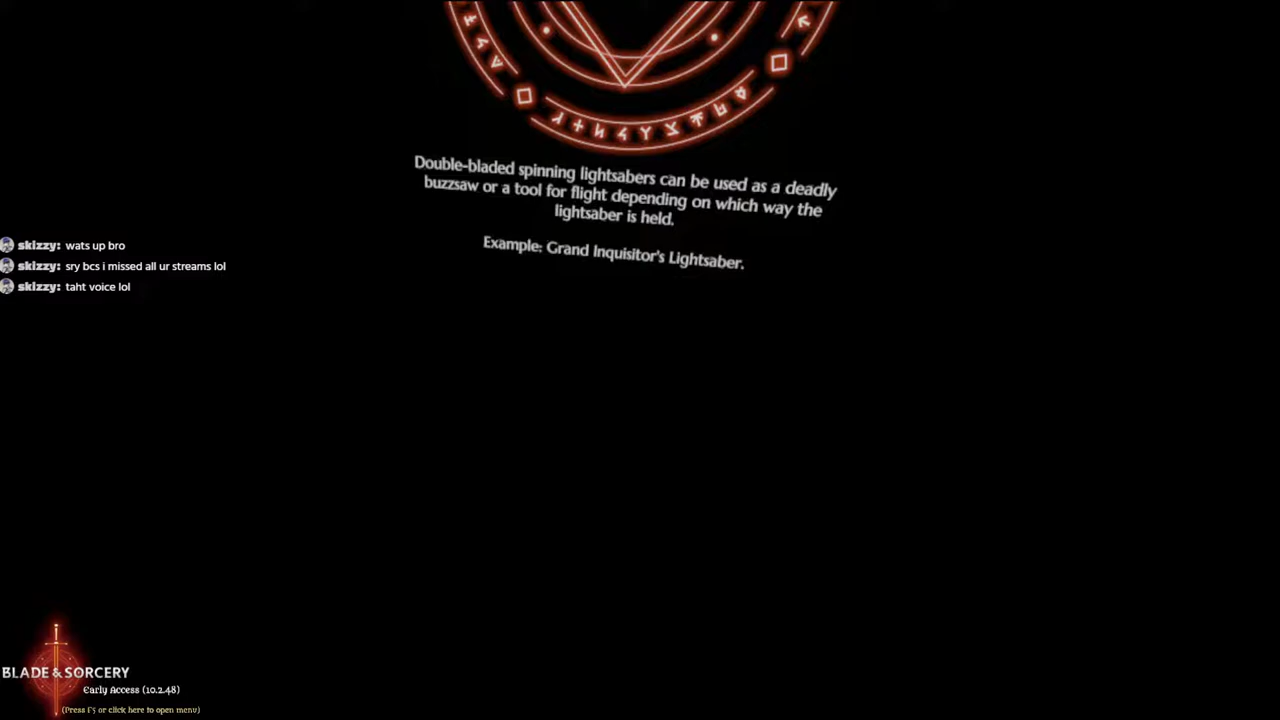 Double-bladed spinning lightsabers can be used as a deadly
buzzsaw or a tool for flight depending on which way the
lightsaber is held.
Example: Grand Inquisitor's Lightsaber.
skizzy: wats up bro
skizzy: sry bcs i missed all ur streams lol
skizzy: taht voice lol
BLADE & SORCERY
Early Access (10.2.48)
(Press F5 or click here to open menu)